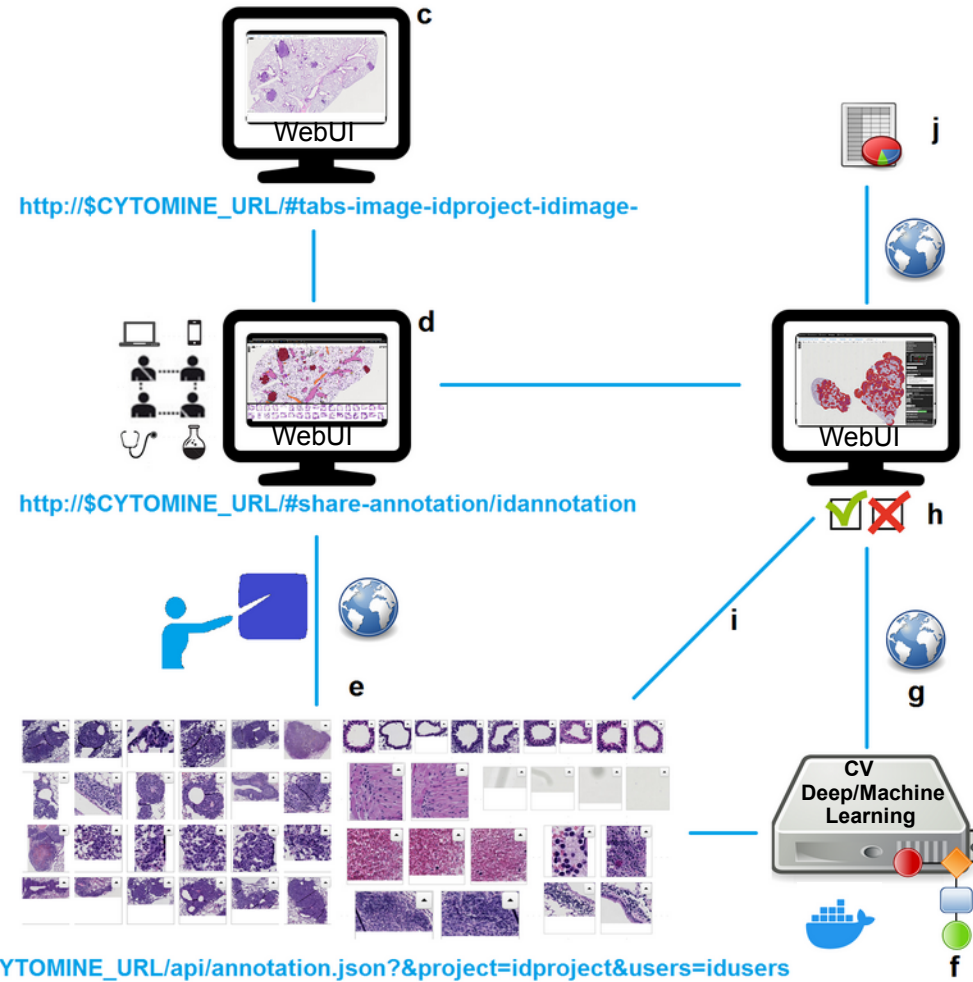 c
WebUI
http://$CYTOMINE_URL/#tabs-image-idproject-idimage-
j
d
WebUI
WebUI
http://$CYTOMINE_URL/#share-annotation/idannotation
h
i
e
g
CV
Deep/Machine
Learning
YTOMINE_URL/api/annotation.json?&project=idproject&users=idusers
f